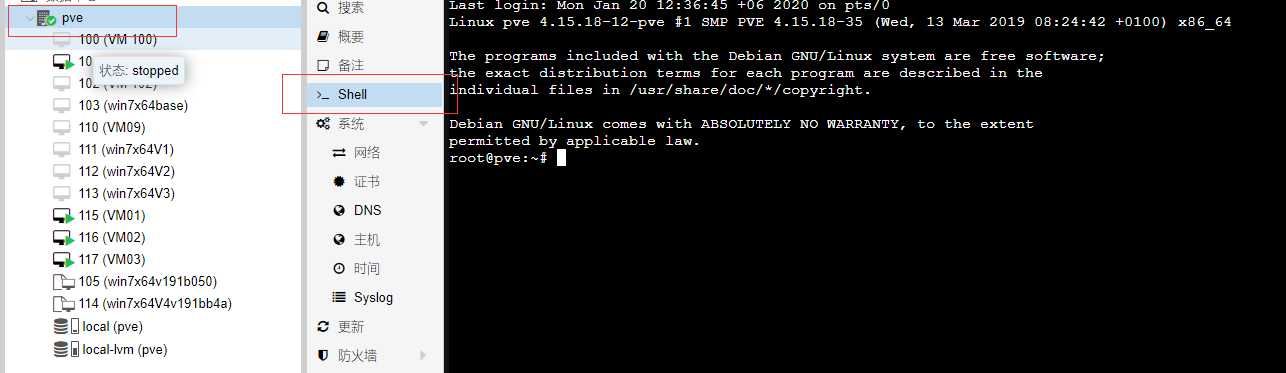 pve
100 (VM 100)
10
状态: stopped
102 (VM 102)
103 (win7x64base)
110 (VM09)
111 (win7x64V1)
112 (win7x64V2)
113 (win7x64V3)
115 (VM01)
116 (VM02)
117 (VM03)
105 (win7x64v191b050)
114 (win7x64V4v191bb4a)
local (pve)
local-lvm (pve)
搜索
概要
备注
Shell
系统
网络
证书
DNS
主机
时间
Syslog
更新
防火墙
Last login: Mon Jan 20 12:36:45 +06 2020 on pts/0
Linux pve 4.15.18-12-pve #1 SMP PVE 4.15.18-35 (Wed, 13 Mar 2019 08:24:42 +0100) x86_64
The programs included with the Debian GNU/Linux system are free software;
the exact distribution terms for each program are described in the
individual files in /usr/share/doc/*/copyright.
Debian GNU/Linux comes with ABSOLUTELY NO WARRANTY, to the extent
permitted by applicable law.
root@pve:~#